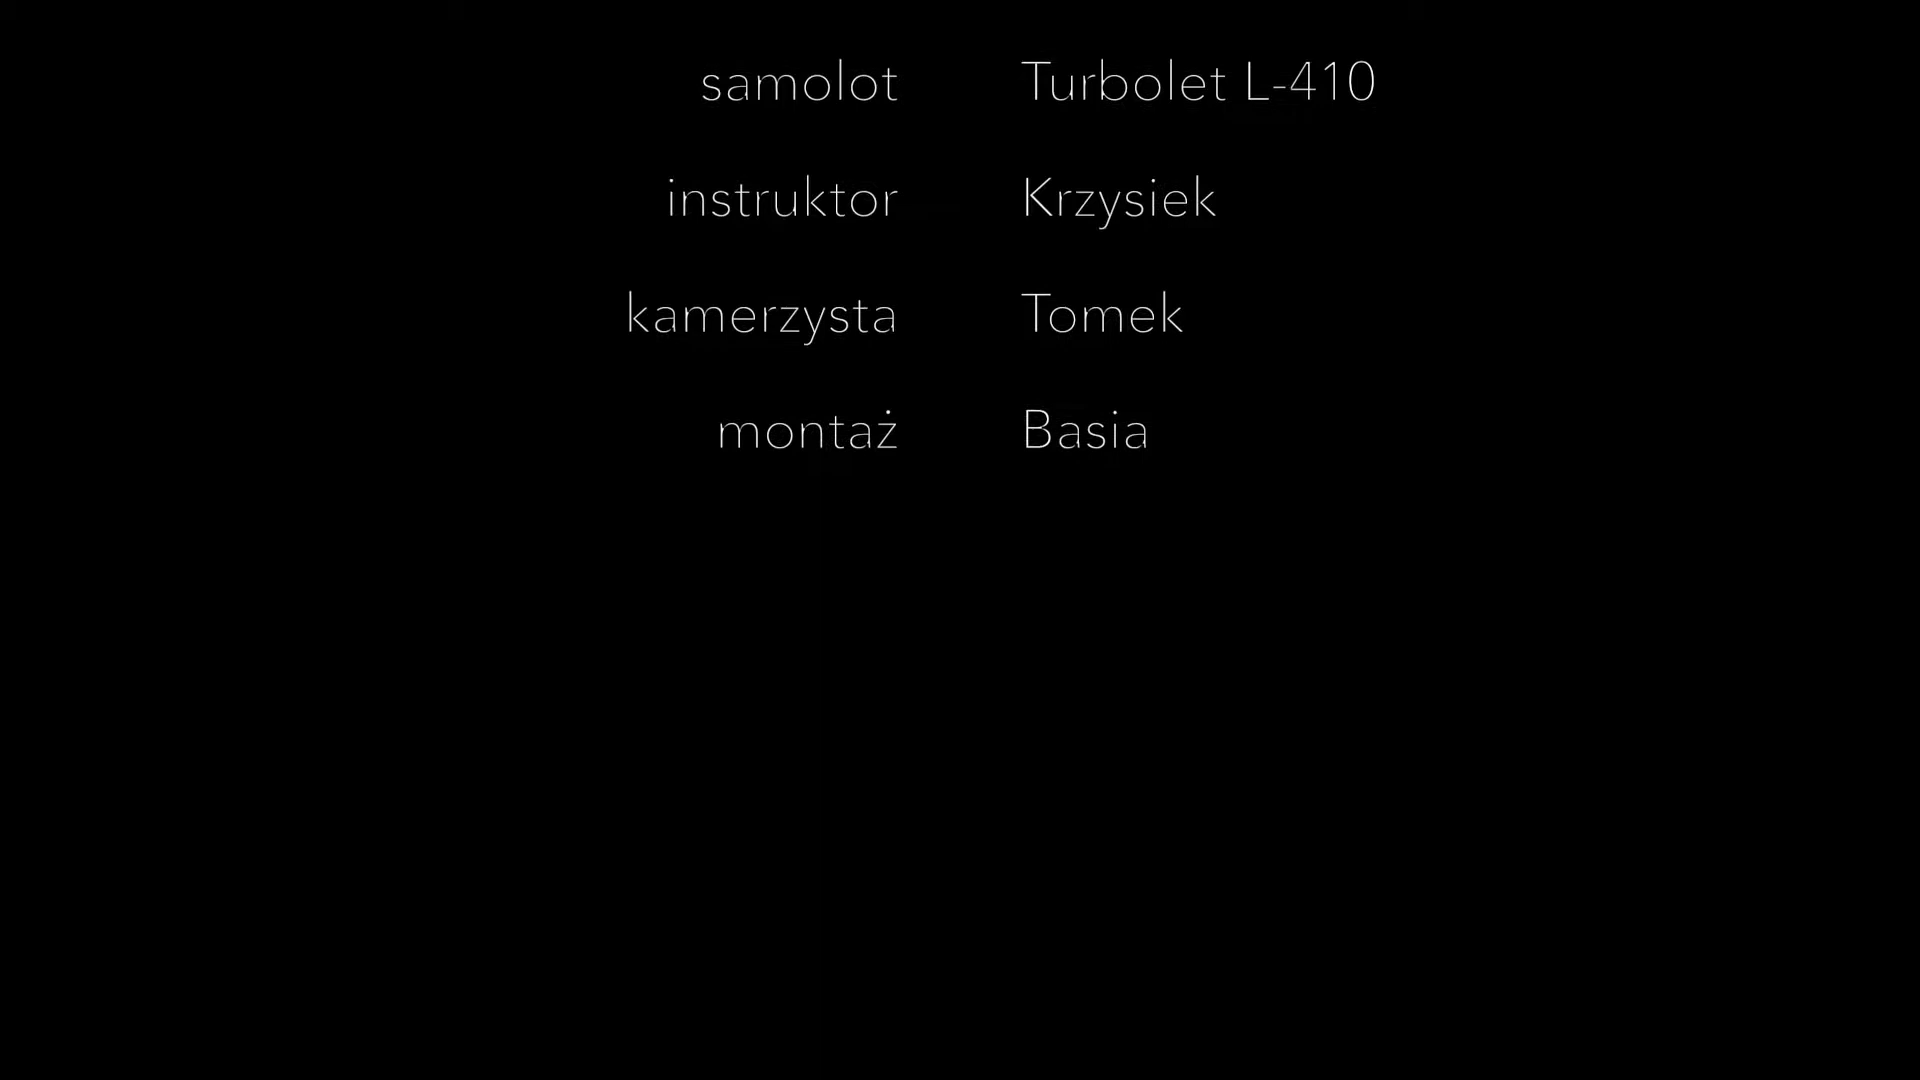 samolot Turbolet L-410
instruktor Krzysiek
kamerzysta Tomek
montaż Basia